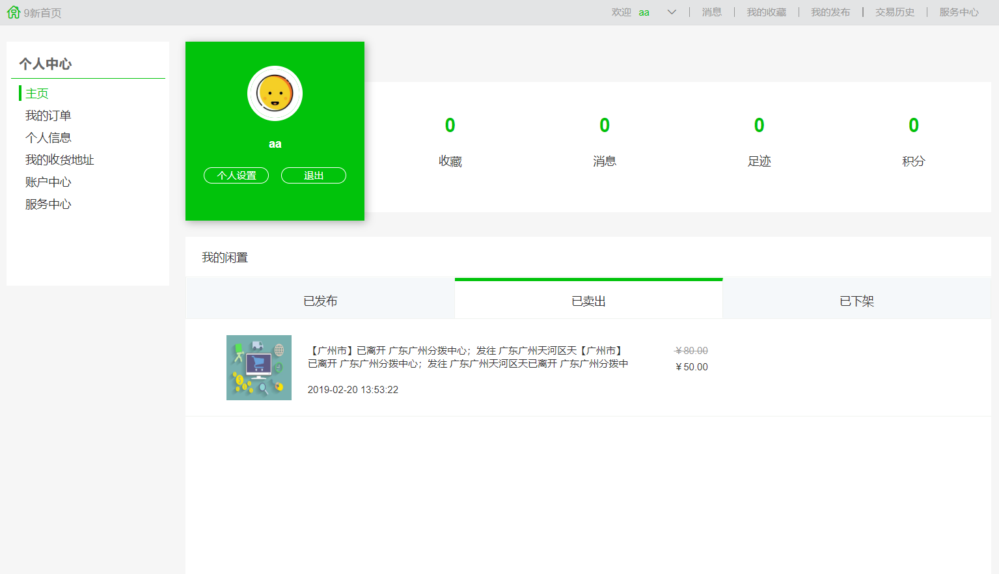 9新首页
欢迎 aa 消息 我的收藏 我的发布 交易历史 服务中心
个人中心
主页
我的订单
个人信息
我的收货地址
账户中心
服务中心
aa
个人设置 退出
0 0 0 0
收藏 消息 足迹 积分
我的闲置
已发布 已卖出 已下架
【广州市】已离开 广东广州分拨中心；发往 广东广州天河区天【广州市】 ￥80.00
已离开 广东广州分拨中心；发往 广东广州天河区天已离开 广东广州分拨中 ￥50.00
2019-02-20 13:53:22